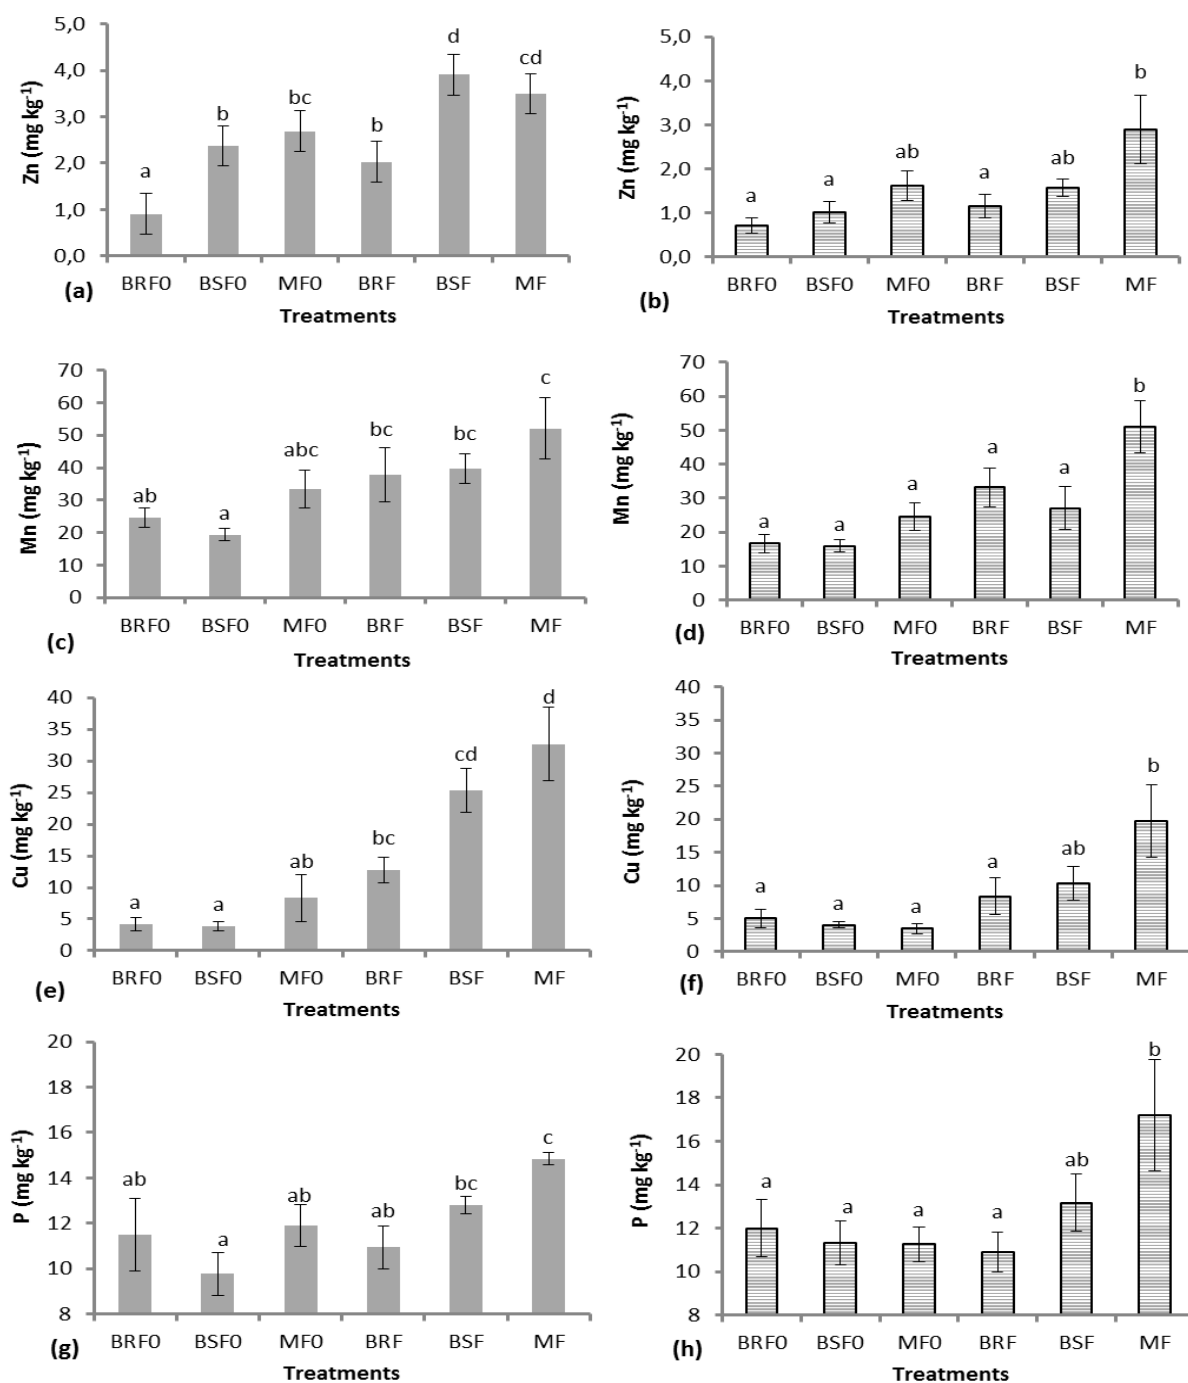 5,0
4,0
3,0
2,0
1,0
0,0
Zn (mg kg-1)
a
b
bc
b
d
cd
BRF0 BSF0 MF0 BRF BSF MF
(a)
Treatments
5,0
4,0
3,0
2,0
1,0
0,0
Zn (mg kg-1)
a
a
ab
a
ab
b
BRF0 BSF0 MF0 BRF BSF MF
(b)
Treatments
70
60
50
40
30
20
10
0
Mn (mg kg-1)
ab
a
abc
bc
bc
c
BRF0 BSF0 MF0 BRF BSF MF
(c)
Treatments
70
60
50
40
30
20
10
0
Mn (mg kg-1)
a
a
a
a
a
b
BRF0 BSF0 MF0 BRF BSF MF
(d)
Treatments
40
35
30
25
20
15
10
5
0
Cu (mg kg-1)
a
a
ab
bc
cd
d
BRF0 BSF0 MF0 BRF BSF MF
(e)
Treatments
40
35
30
25
20
15
10
5
0
Cu (mg kg-1)
a
a
a
a
ab
b
BRF0 BSF0 MF0 BRF BSF MF
(f)
Treatments
20
18
16
14
12
10
8
P (mg kg-1)
ab
a
ab
ab
bc
c
BRF0 BSF0 MF0 BRF BSF MF
(g)
Treatments
20
18
16
14
12
10
8
P (mg kg-1)
a
a
a
a
ab
b
BRF0 BSF0 MF0 BRF BSF MF
(h)
Treatments